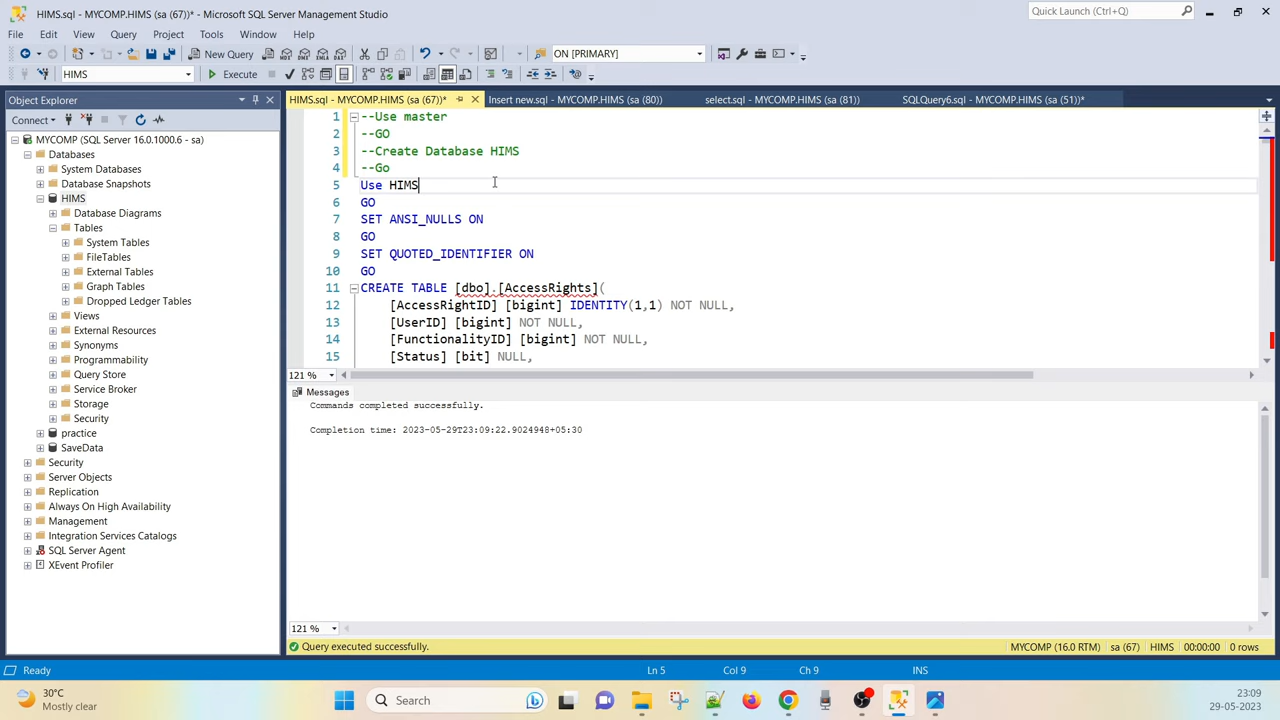 HIMS.sql - MYCOMP.HIMS (sa (67))* - Microsoft SQL Server Management Studio
Quick Launch (Ctrl+Q)
File Edit View Query Project Tools Window Help
New Query MDX DMX XMLA DAX ON [PRIMARY]
HIMS Execute
Object Explorer
Connect
MYCOMP (SQL Server 16.0.1000.6 - sa)
Databases
System Databases
Database Snapshots
HIMS
Database Diagrams
Tables
System Tables
FileTables
External Tables
Graph Tables
Dropped Ledger Tables
Views
External Resources
Synonyms
Programmability
Query Store
Service Broker
Storage
Security
practice
SaveData
Security
Server Objects
Replication
Always On High Availability
Management
Integration Services Catalogs
SQL Server Agent
XEvent Profiler
HIMS.sql - MYCOMP.HIMS (sa (67))* Insert new.sql - MYCOMP.HIMS (sa (80)) select.sql - MYCOMP.HIMS (sa (81)) SQLQuery6.sql - MYCOMP.HIMS (sa (51))*
1 --Use master
2 --GO
3 --Create Database HIMS
4 --Go
5 Use HIMS
6 GO
7 SET ANSI_NULLS ON
8 GO
9 SET QUOTED_IDENTIFIER ON
10 GO
11 CREATE TABLE [dbo].[AccessRights](
12 [AccessRightID] [bigint] IDENTITY(1,1) NOT NULL,
13 [UserID] [bigint] NOT NULL,
14 [FunctionalityID] [bigint] NOT NULL,
15 [Status] [bit] NULL,
121 %
Messages
Commands completed successfully.
Completion time: 2023-05-29T23:09:22.9024948+05:30
121 %
Query executed successfully. MYCOMP (16.0 RTM) sa (67) HIMS 00:00:00 0 rows
Ready Ln 5 Col 9 Ch 9 INS
30°C
Mostly clear
Search
23:09
29-05-2023